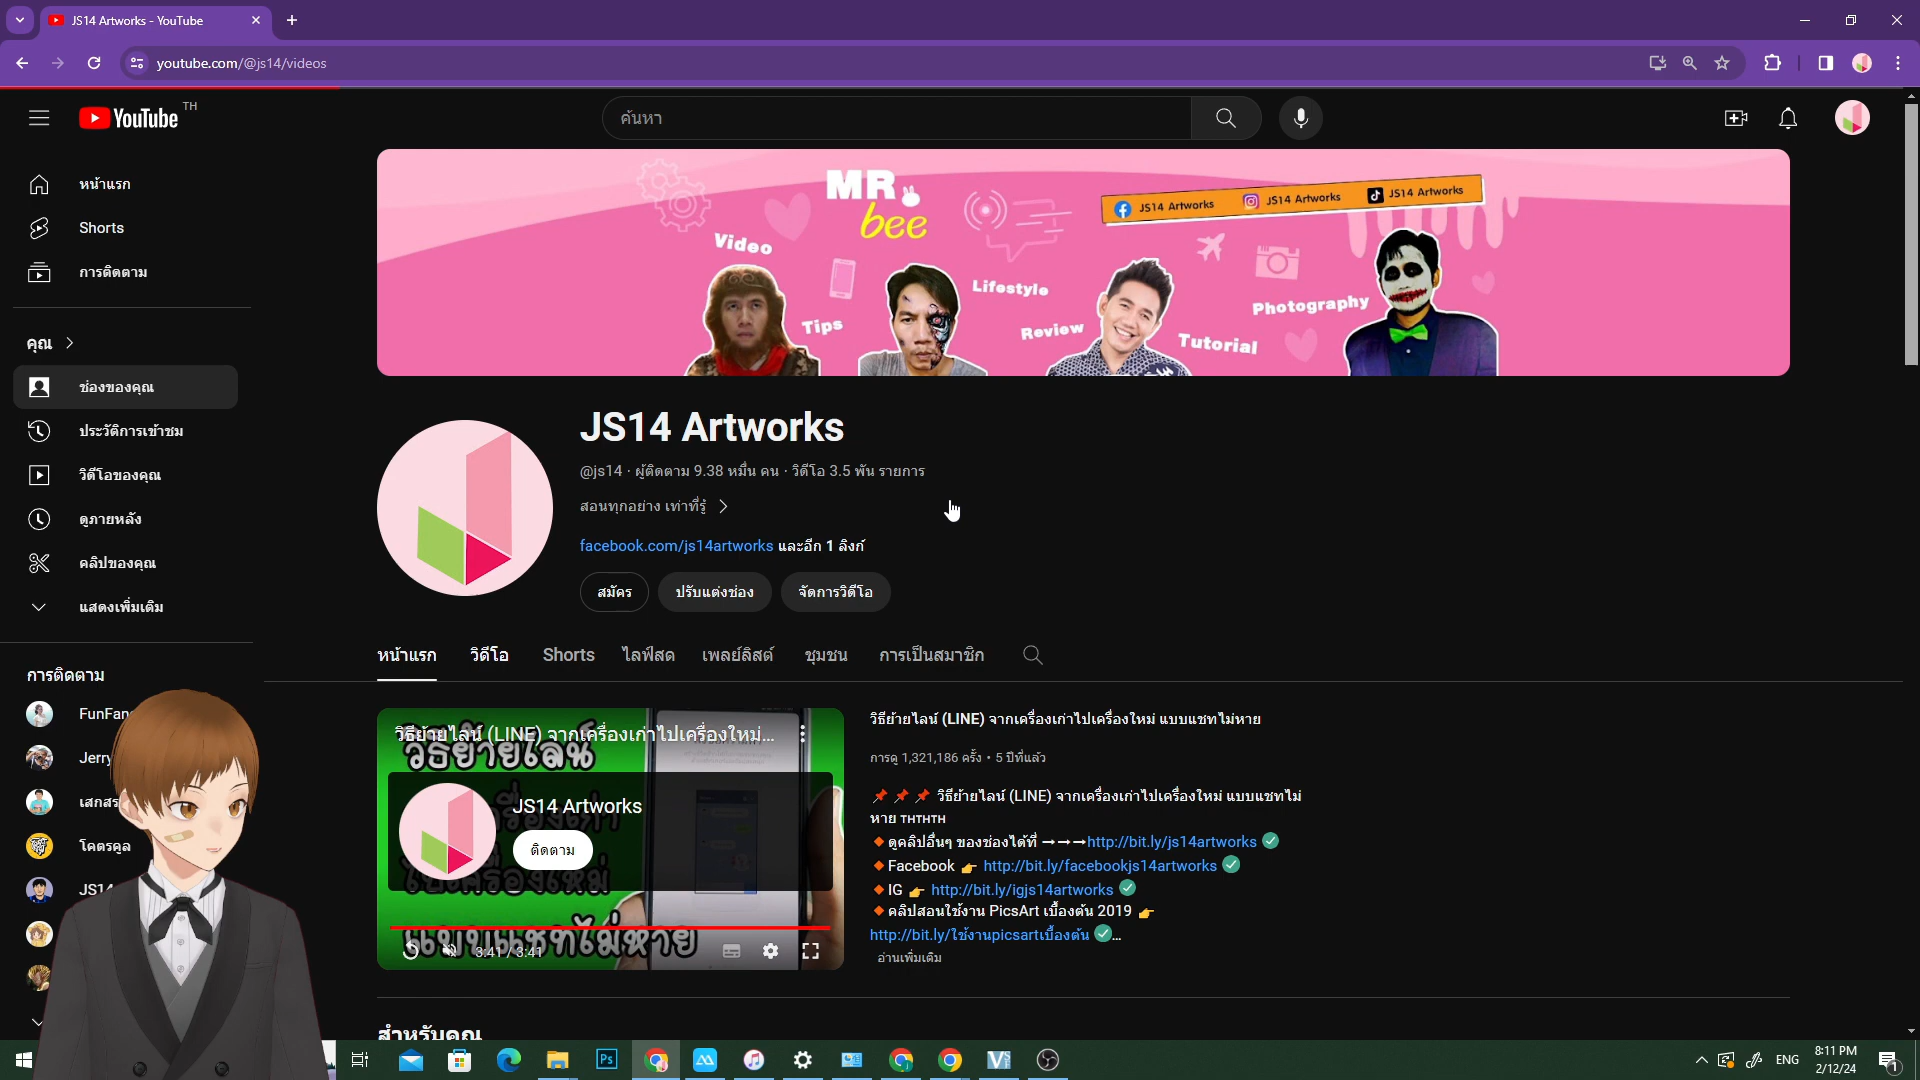 JS14 Artworks - YouTube
youtube.com/@js14/videos
YouTube TH
ค้นหา
หน้าแรก
Shorts
การติดตาม
คุณ
ช่องของคุณ
ประวัติการเข้าชม
วิดีโอของคุณ
ดูภายหลัง
คลิปของคุณ
แสดงเพิ่มเติม
การติดตาม
Jerry
โคตรคูล
JS14
MR
bee
JS14 Artworks
JS14 Artworks
JS14 Artworks
Video
Tips
Lifestyle
Review
Tutorial
Photography
JS14 Artworks
@js14 · ผู้ติดตาม 9.38 หมื่น คน · วิดีโอ 3.5 พัน รายการ
สอนทุกอย่าง เท่าที่รู้
facebook.com/js14artworks และอีก 1 ลิงก์
สมัคร
ปรับแต่งช่อง
จัดการวิดีโอ
หน้าแรก
วิดีโอ
Shorts
ไลฟ์สด
เพลย์ลิสต์
ชุมชน
การเป็นสมาชิก
วิธีย้ายไลน์ (LINE) จากเครื่องเก่าไปเครื่องใหม่...
วิธีย้ายไลน์
JS14 Artworks
ติดตาม
แบบแชทไม่หาย
3:41 / 3:41
วิธีย้ายไลน์ (LINE) จากเครื่องเก่าไปเครื่องใหม่ แบบแชทไม่หาย
การดู 1,321,186 ครั้ง • 5 ปีที่แล้ว
📌 📌 📌 วิธีย้ายไลน์ (LINE) จากเครื่องเก่าไปเครื่องใหม่ แบบแชทไม่
หาย THTHTH
🔸ดูคลิปอื่นๆ ของช่องได้ที่ →→→http://bit.ly/js14artworks ✅
🔸Facebook 👉 http://bit.ly/facebookjs14artworks ✅
🔸IG 👉 http://bit.ly/igjs14artworks ✅
🔸คลิปสอนใช้งาน PicsArt เบื้องต้น 2019 👉
http://bit.ly/ใช้งานpicsartเบื้องต้น ✅...
อ่านเพิ่มเติม
สำหรับคุณ
Ps
ENG
8:11 PM
2/12/24
1